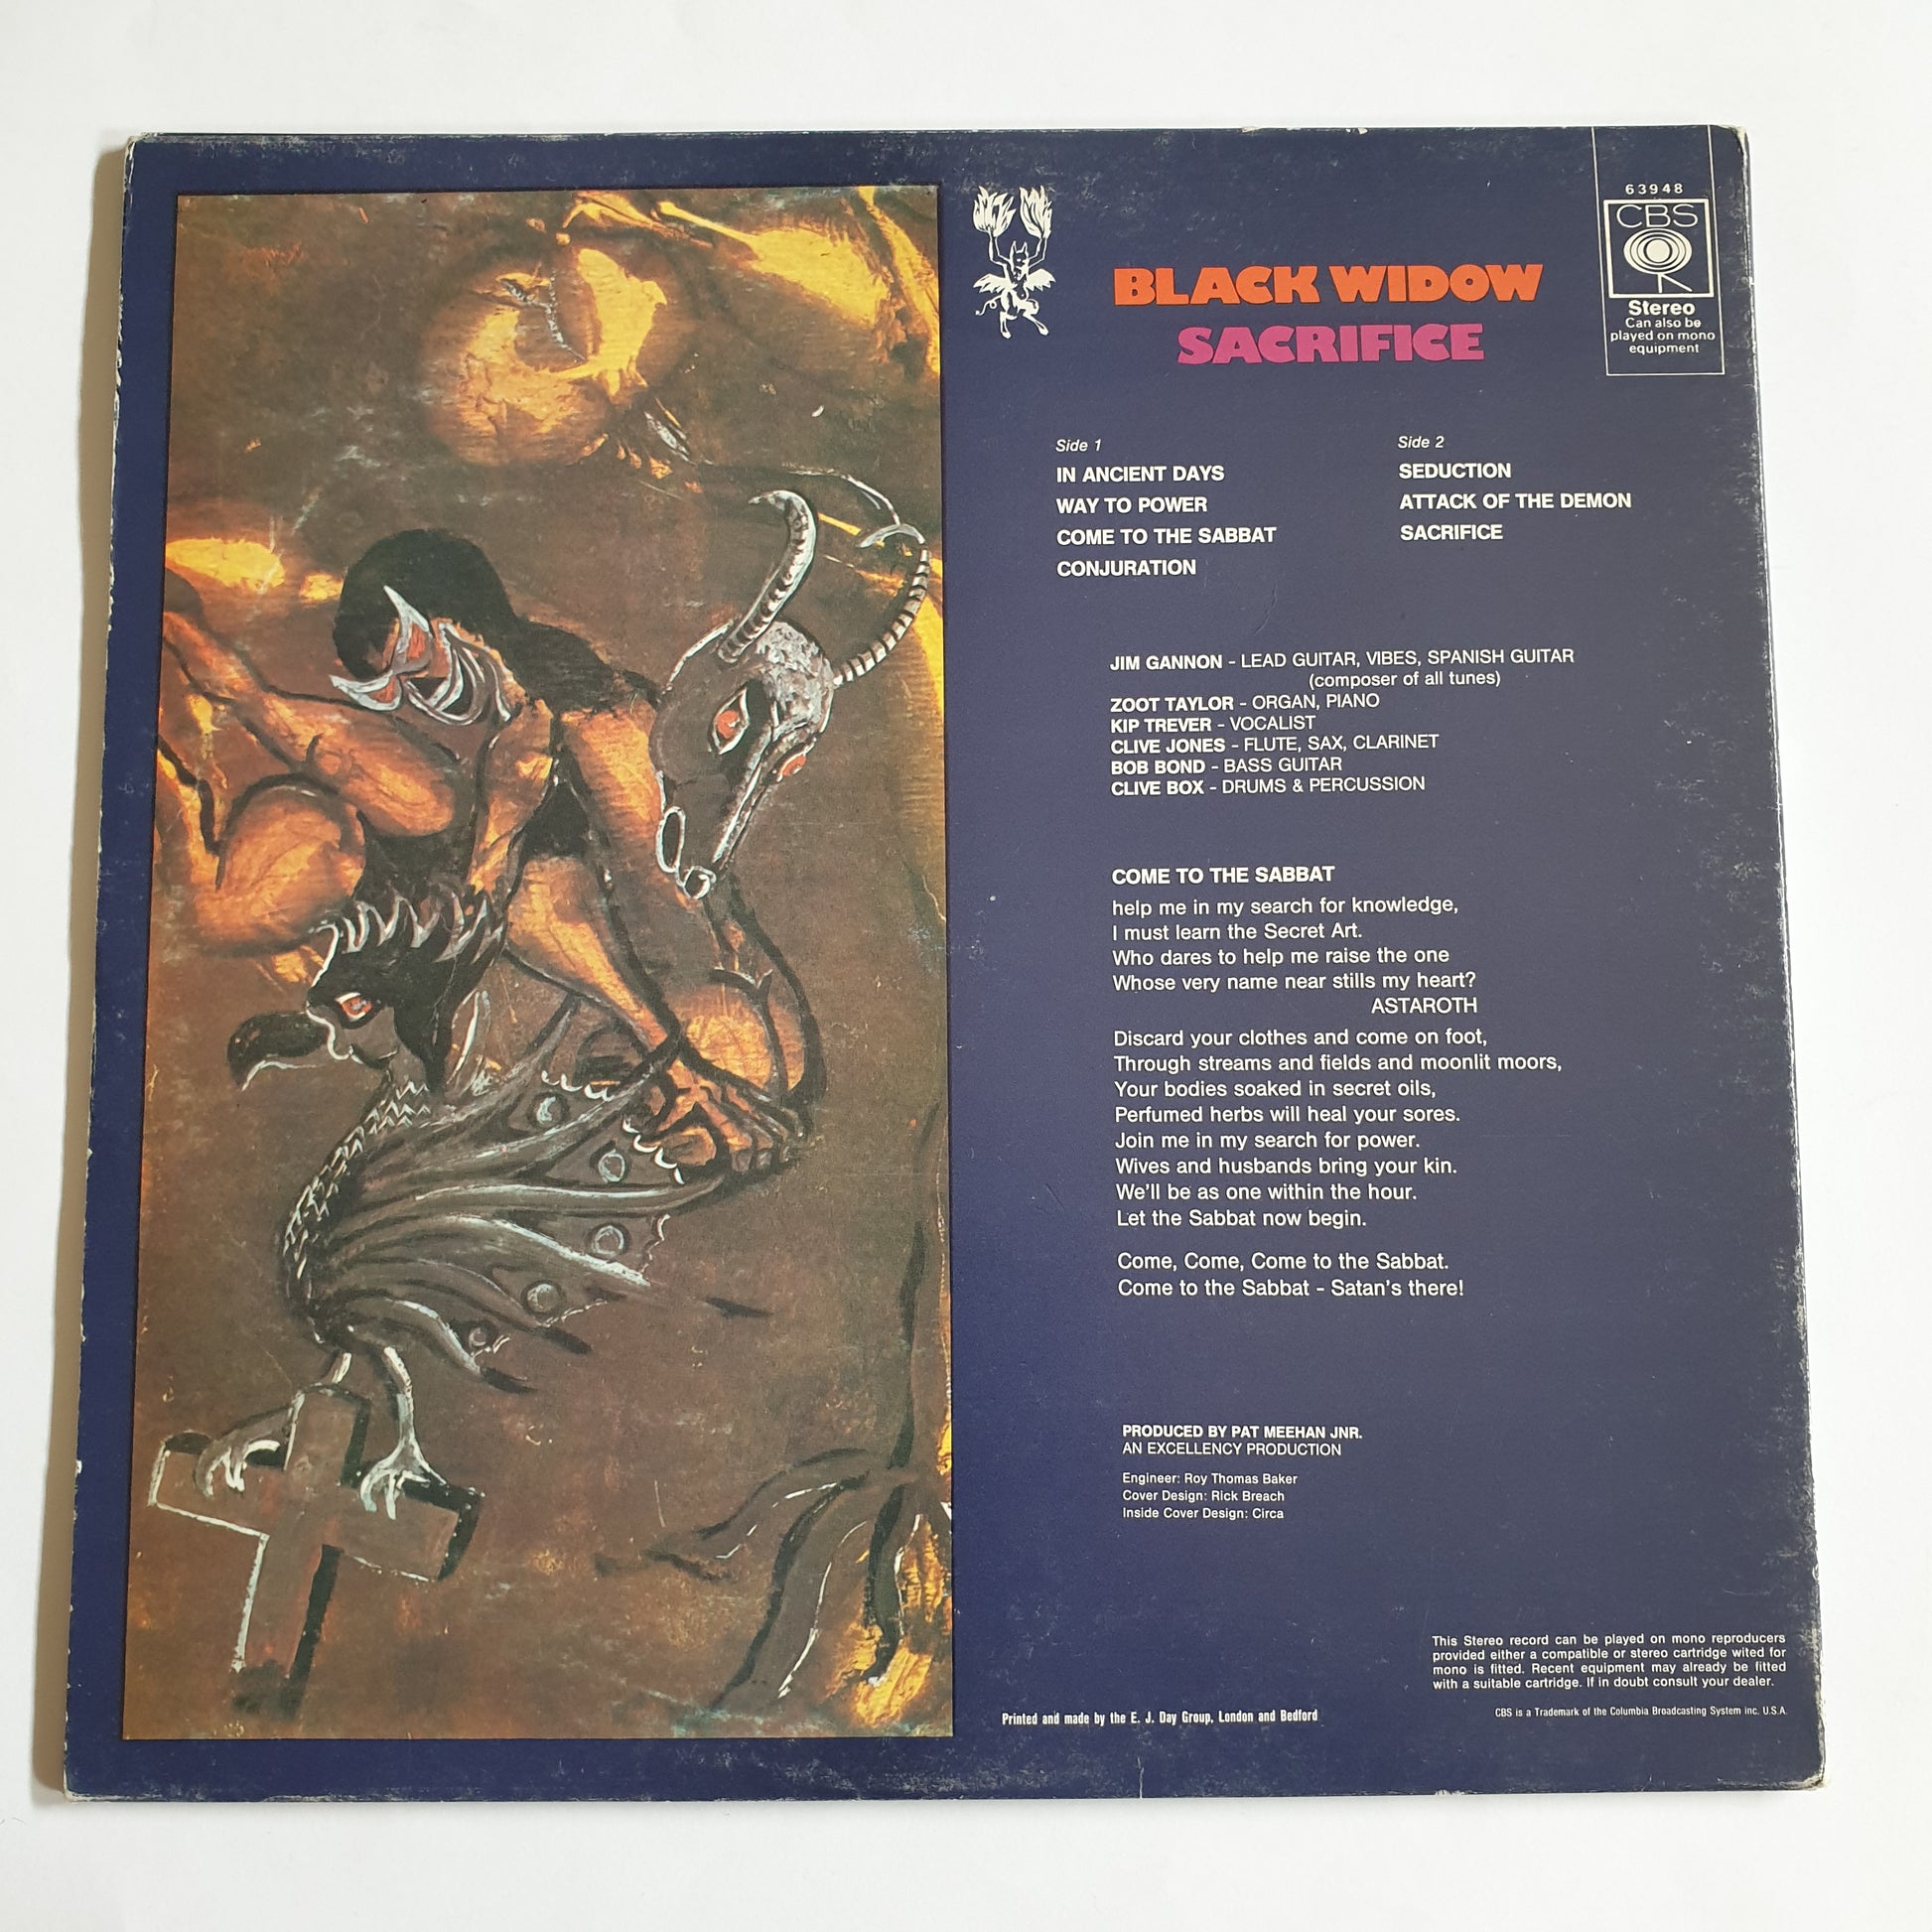 63948
CBS
Stereo
Can also be
played on mono
equipment
BLACK WIDOW
SACRIFICE
Side 1
IN ANCIENT DAYS
WAY TO POWER
COME TO THE SABBAT
CONJURATION
Side 2
SEDUCTION
ATTACK OF THE DEMON
SACRIFICE
JIM GANNON - LEAD GUITAR, VIBES, SPANISH GUITAR
(composer of all tunes)
ZOOT TAYLOR - ORGAN, PIANO
KIP TREVER - VOCALIST
CLIVE JONES - FLUTE, SAX, CLARINET
BOB BOND - BASS GUITAR
CLIVE BOX - DRUMS & PERCUSSION
COME TO THE SABBAT
help me in my search for knowledge,
I must learn the Secret Art.
Who dares to help me raise the one
Whose very name near stills my heart?
ASTAROTH
Discard your clothes and come on foot,
Through streams and fields and moonlit moors,
Your bodies soaked in secret oils,
Perfumed herbs will heal your sores.
Join me in my search for power.
Wives and husbands bring your kin.
We'll be as one within the hour.
Let the Sabbat now begin.
Come, Come, Come to the Sabbat.
Come to the Sabbat - Satan's there!
PRODUCED BY PAT MEEHAN JNR.
AN EXCELLENCY PRODUCTION
Engineer: Roy Thomas Baker
Cover Design: Rick Breach
Inside Cover Design: Circa
This Stereo record can be played on mono reproducers
provided either a compatible or stereo cartridge wited for
mono is fitted. Recent equipment may already be fitted
with a suitable cartridge. If in doubt consult your dealer.
Printed and made by the E. J. Day Group, London and Bedford
CBS is a Trademark of the Columbia Broadcasting System inc. U.S.A.